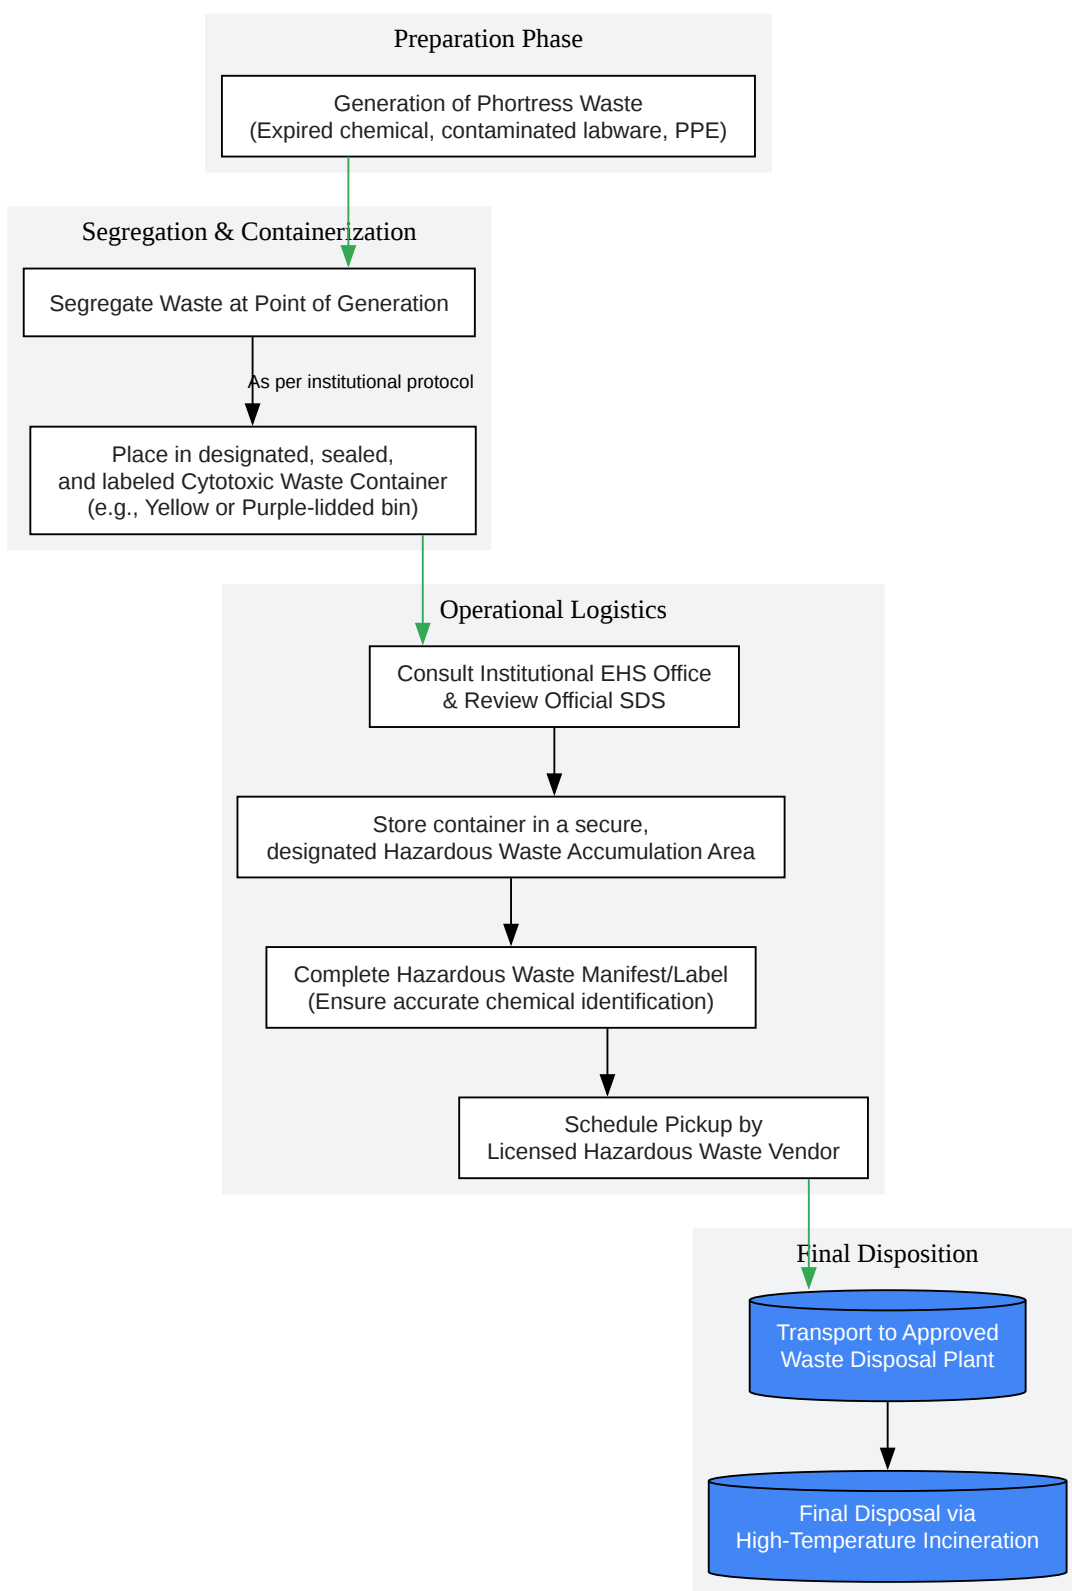 Preparation Phase
Generation of Phortress Waste
(Expired chemical, contaminated labware, PPE)
Segregation & Containerization
Segregate Waste at Point of Generation
As per institutional protocol
Place in designated, sealed,
and labeled Cytotoxic Waste Container
(e.g., Yellow or Purple-lidded bin)
Operational Logistics
Consult Institutional EHS Office
& Review Official SDS
Store container in a secure,
designated Hazardous Waste Accumulation Area
Complete Hazardous Waste Manifest/Label
(Ensure accurate chemical identification)
Schedule Pickup by
Licensed Hazardous Waste Vendor
Final Disposition
Transport to Approved
Waste Disposal Plant
Final Disposal via
High-Temperature Incineration